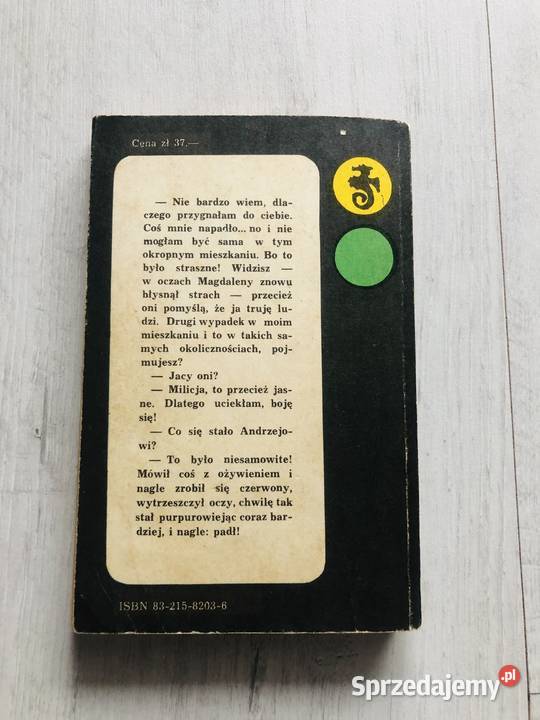 Cena zł 37.—
— Nie bardzo wiem, dla-
czego przygnałam do ciebie.
Coś mnie napadło... no i nie
mogłam być sama w tym
okropnym mieszkaniu. Bo to
było straszne! Widzisz —
w oczach Magdaleny znowu
błysnął strach — przecież
oni pomyślą, że ja truję lu-
dzi. Drugi wypadek w moim
mieszkaniu i to w takich sa-
mych okolicznościach, poj-
mujesz?
— Jacy oni?
— Milicja, to przecież jas-
ne. Dlatego uciekłam, boję
się!
— Co się stało Andrzejo-
wi?
— To było niesamowite!
Mówił coś z ożywieniem i
nagle zrobił się czerwony,
wytrzeszczył oczy, chwilę tak
stał purpurowiejąc coraz bar-
dziej, i nagle: padł!
ISBN 83-215-8203-6
Sprzedajemy.pl